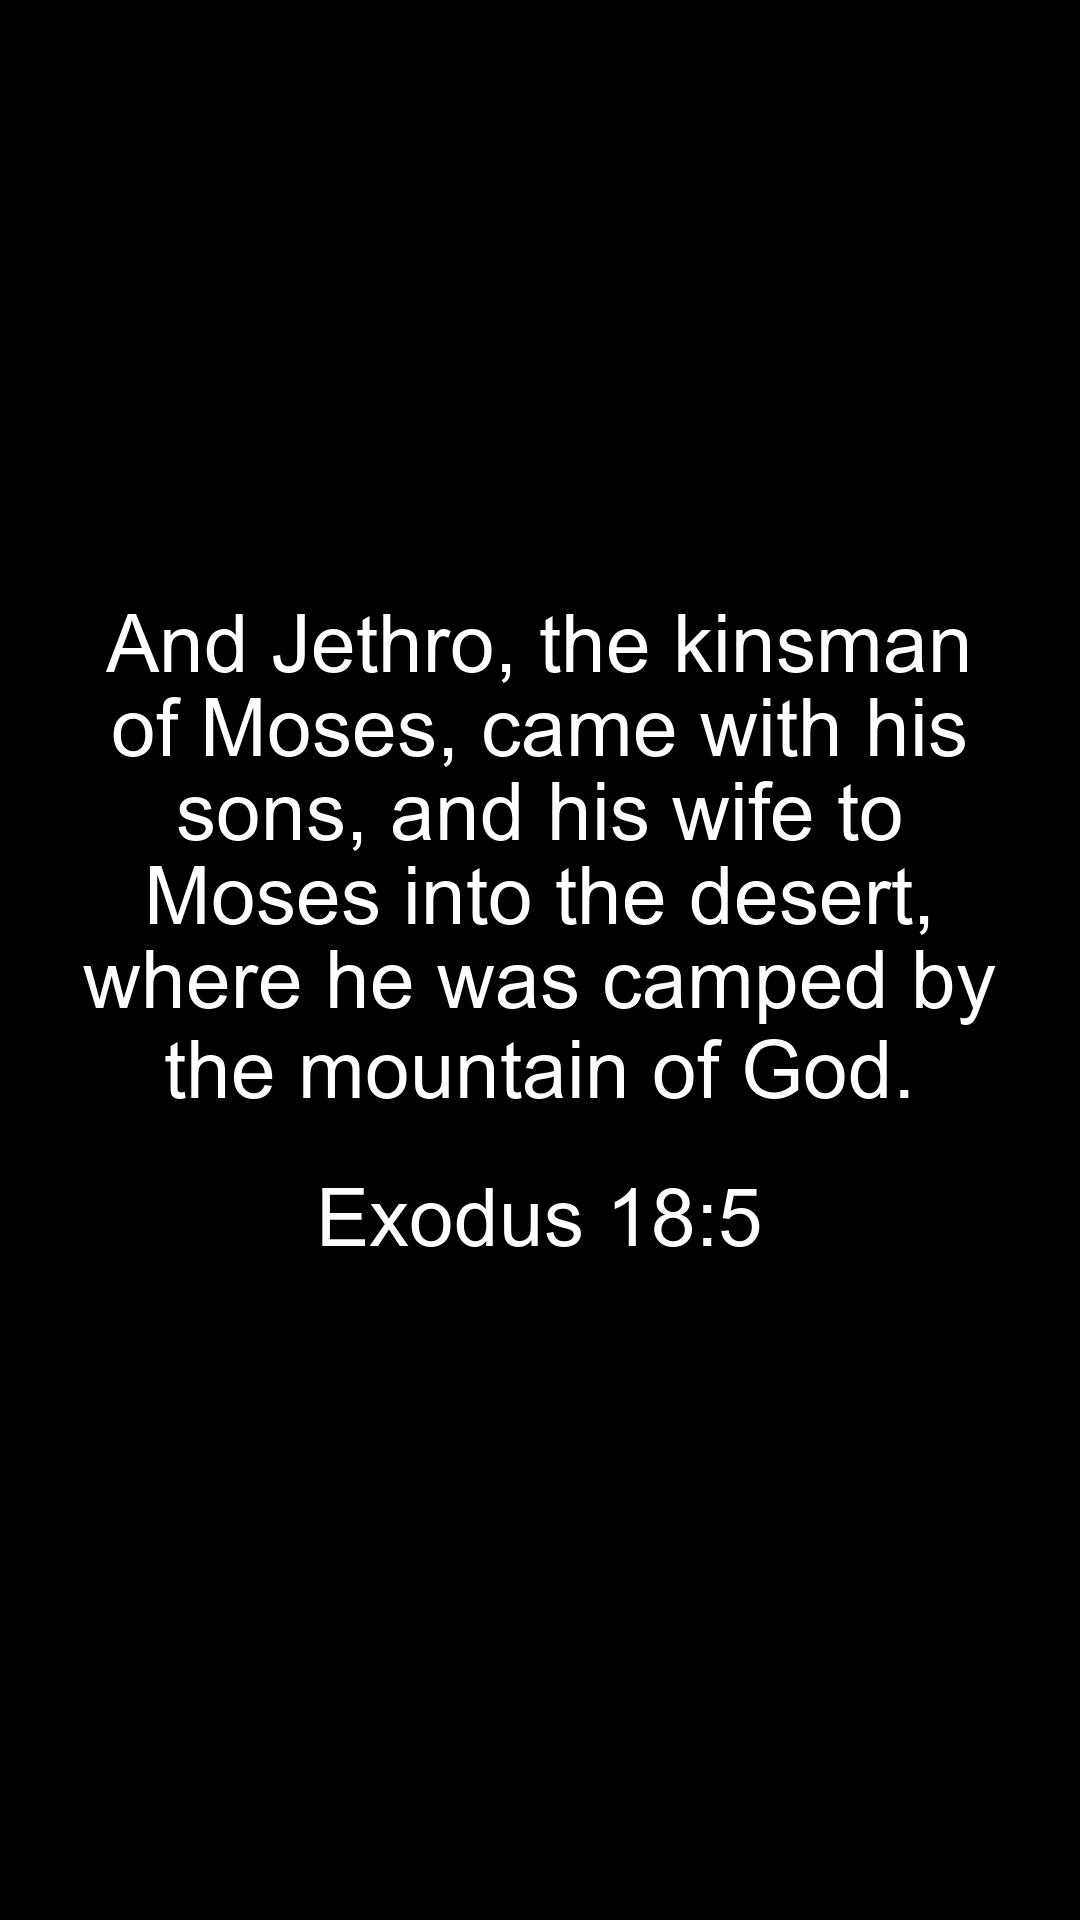 And Jethro, the kinsman
of Moses, came with his
sons, and his wife to
Moses into the desert,
where he was camped by
the mountain of God.
Exodus 18:5